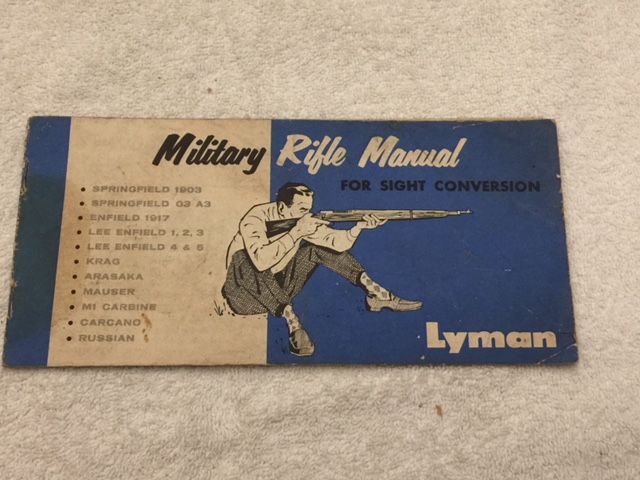 Military Rifle Manual
FOR SIGHT CONVERSION
• SPRINGFIELD 1903
• SPRINGFIELD 03 A3
• ENFIELD 1917
• LEE ENFIELD 1, 2, 3
• LEE ENFIELD 4 & 5
• KRAG
• ARASAKA
• MAUSER
• M1 CARBINE
• CARCANO
• RUSSIAN
Lyman